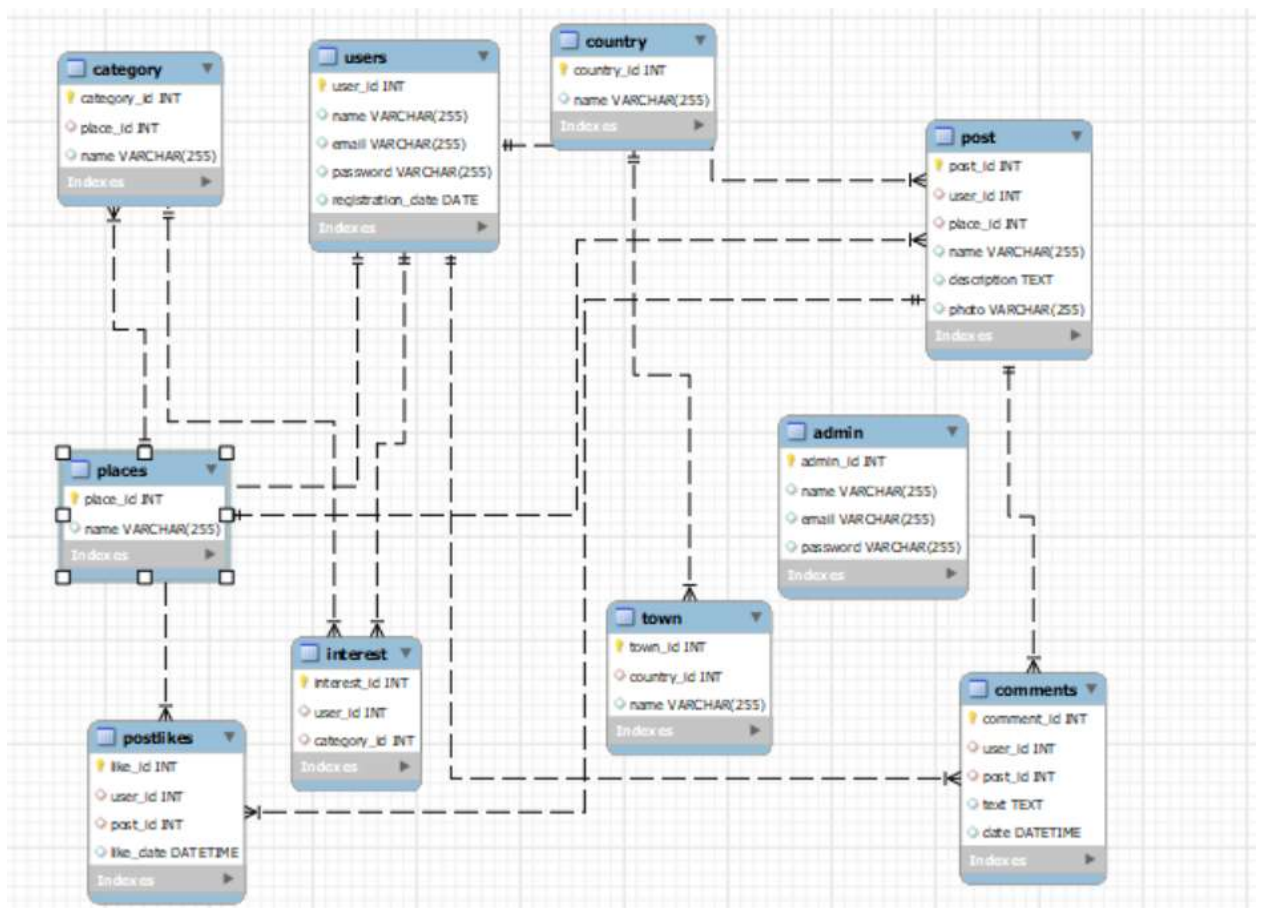 category
category_id INT
place_id INT
name VARCHAR(255)
Indexes
users
user_id INT
name VARCHAR(255)
email VARCHAR(255)
password VARCHAR(255)
registration_date DATE
Indexes
country
country_id INT
name VARCHAR(255)
Indexes
post
post_id INT
user_id INT
place_id INT
name VARCHAR(255)
description TEXT
photo VARCHAR(255)
Indexes
places
place_id INT
name VARCHAR(255)
Indexes
admin
admin_id INT
name VARCHAR(255)
email VARCHAR(255)
password VARCHAR(255)
Indexes
postlikes
like_id INT
user_id INT
post_id INT
like_date DATETIME
Indexes
interest
interest_id INT
user_id INT
category_id INT
Indexes
town
town_id INT
country_id INT
name VARCHAR(255)
Indexes
comments
comment_id INT
user_id INT
post_id INT
text TEXT
date DATETIME
Indexes